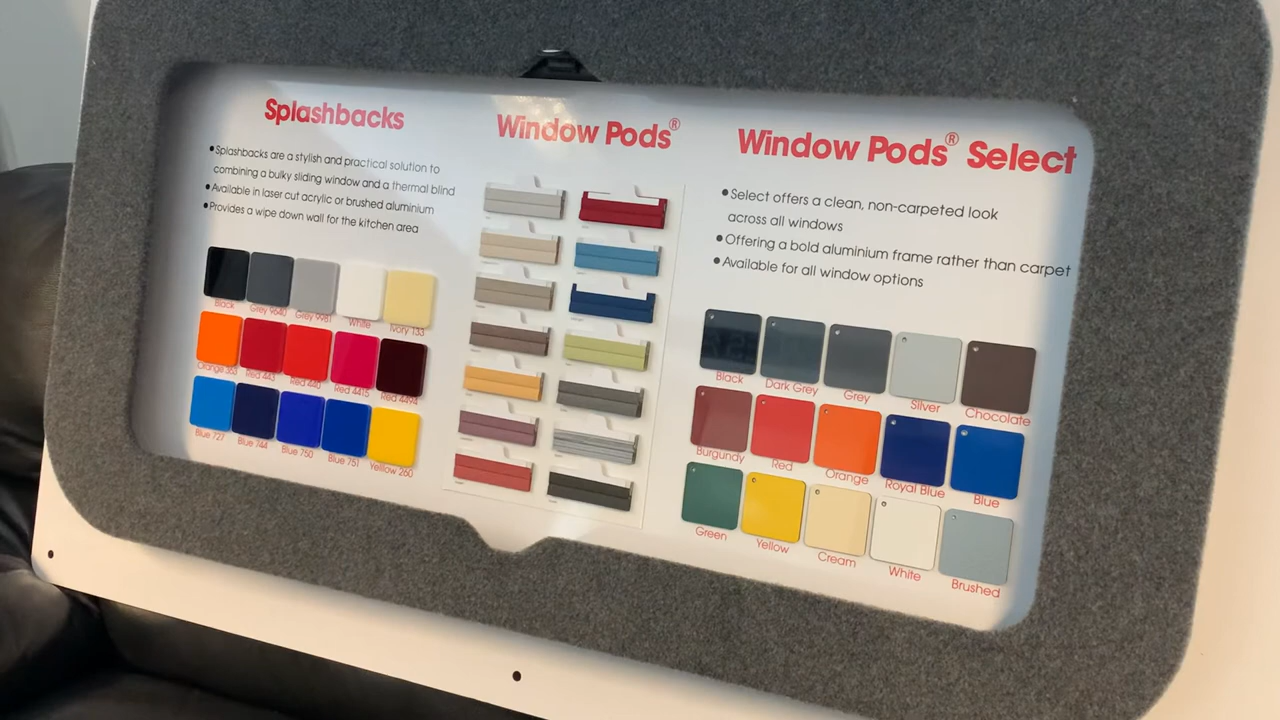 Splashbacks
•Splashbacks are a stylish and practical solution to
combining a bulky sliding window and a thermal blind
•Available in laser cut acrylic or brushed aluminium
•Provides a wipe down wall for the kitchen area
Black
Grey 9640
Grey 9981
White
Ivory 133
Orange 363
Red 443
Red 440
Red 4415
Red 4494
Blue 727
Blue 744
Blue 750
Blue 751
Yellow 260
Window Pods®
Window Pods® Select
•Select offers a clean, non-carpeted look
across all windows
•Offering a bold aluminium frame rather than carpet
•Available for all window options
Black
Dark Grey
Grey
Silver
Chocolate
Burgundy
Red
Orange
Royal Blue
Blue
Green
Yellow
Cream
White
Brushed